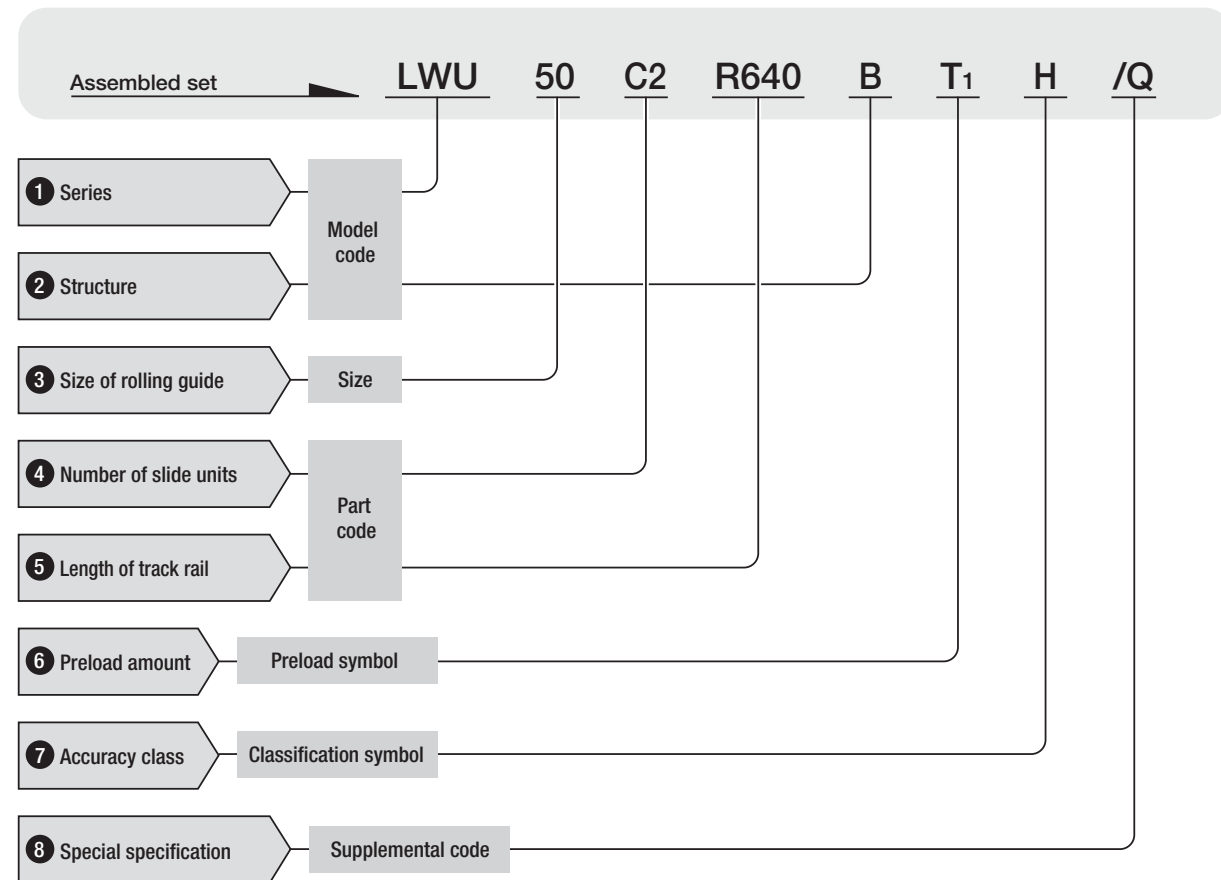 Assembled set LWU 50 C2 R640 B T1 H /Q
1 Series
Model
code
2 Structure
3 Size of rolling guide Size
4 Number of slide units
Part
code
5 Length of track rail
6 Preload amount Preload symbol
7 Accuracy class Classification symbol
8 Special specification Supplemental code